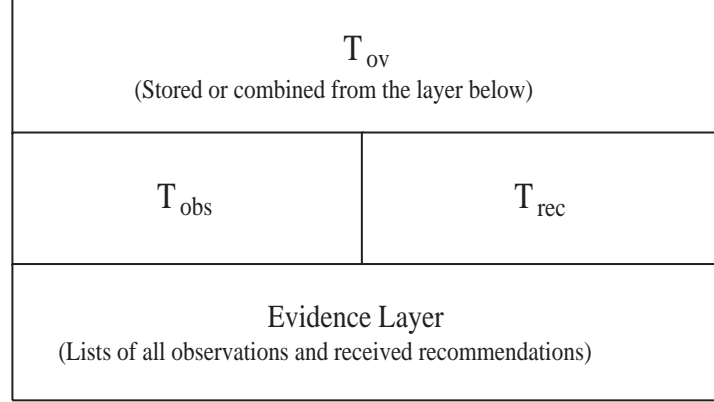 T ov
(Stored or combined from the layer below)
T obs
T rec
Evidence Layer
(Lists of all observations and received recommendations)